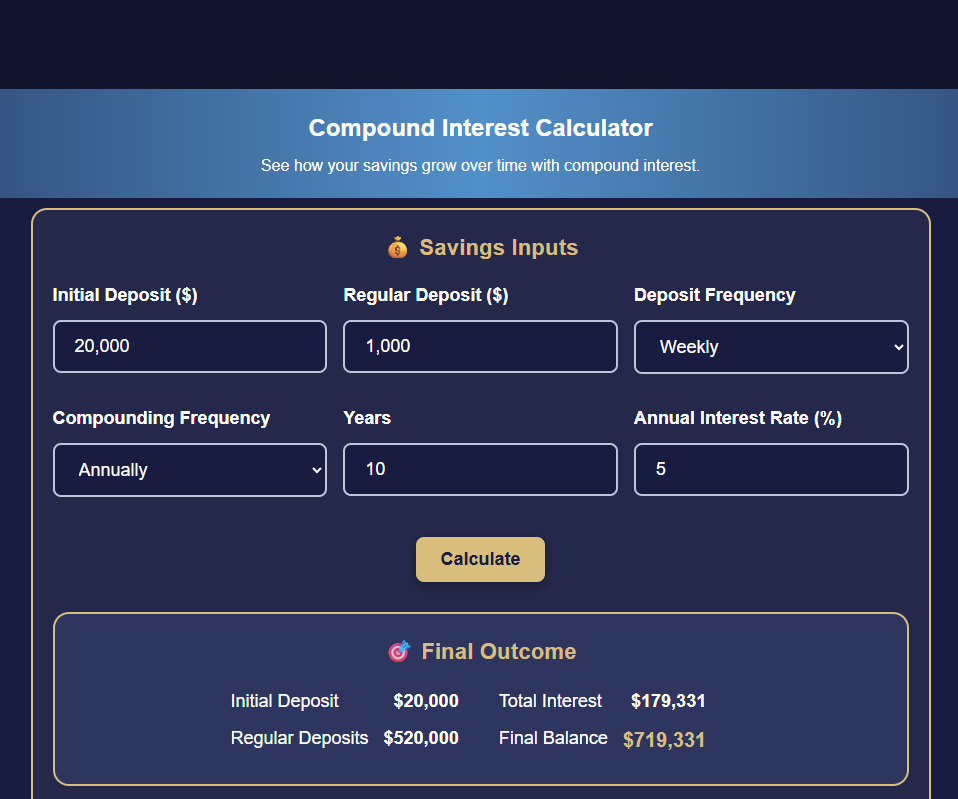 Compound Interest Calculator
See how your savings grow over time with compound interest.
Savings Inputs
Initial Deposit ($)
20,000
Regular Deposit ($)
1,000
Deposit Frequency
Weekly
Compounding Frequency
Annually
Years
10
Annual Interest Rate (%)
5
Calculate
Final Outcome
Initial Deposit $20,000
Total Interest $179,331
Regular Deposits $520,000
Final Balance $719,331